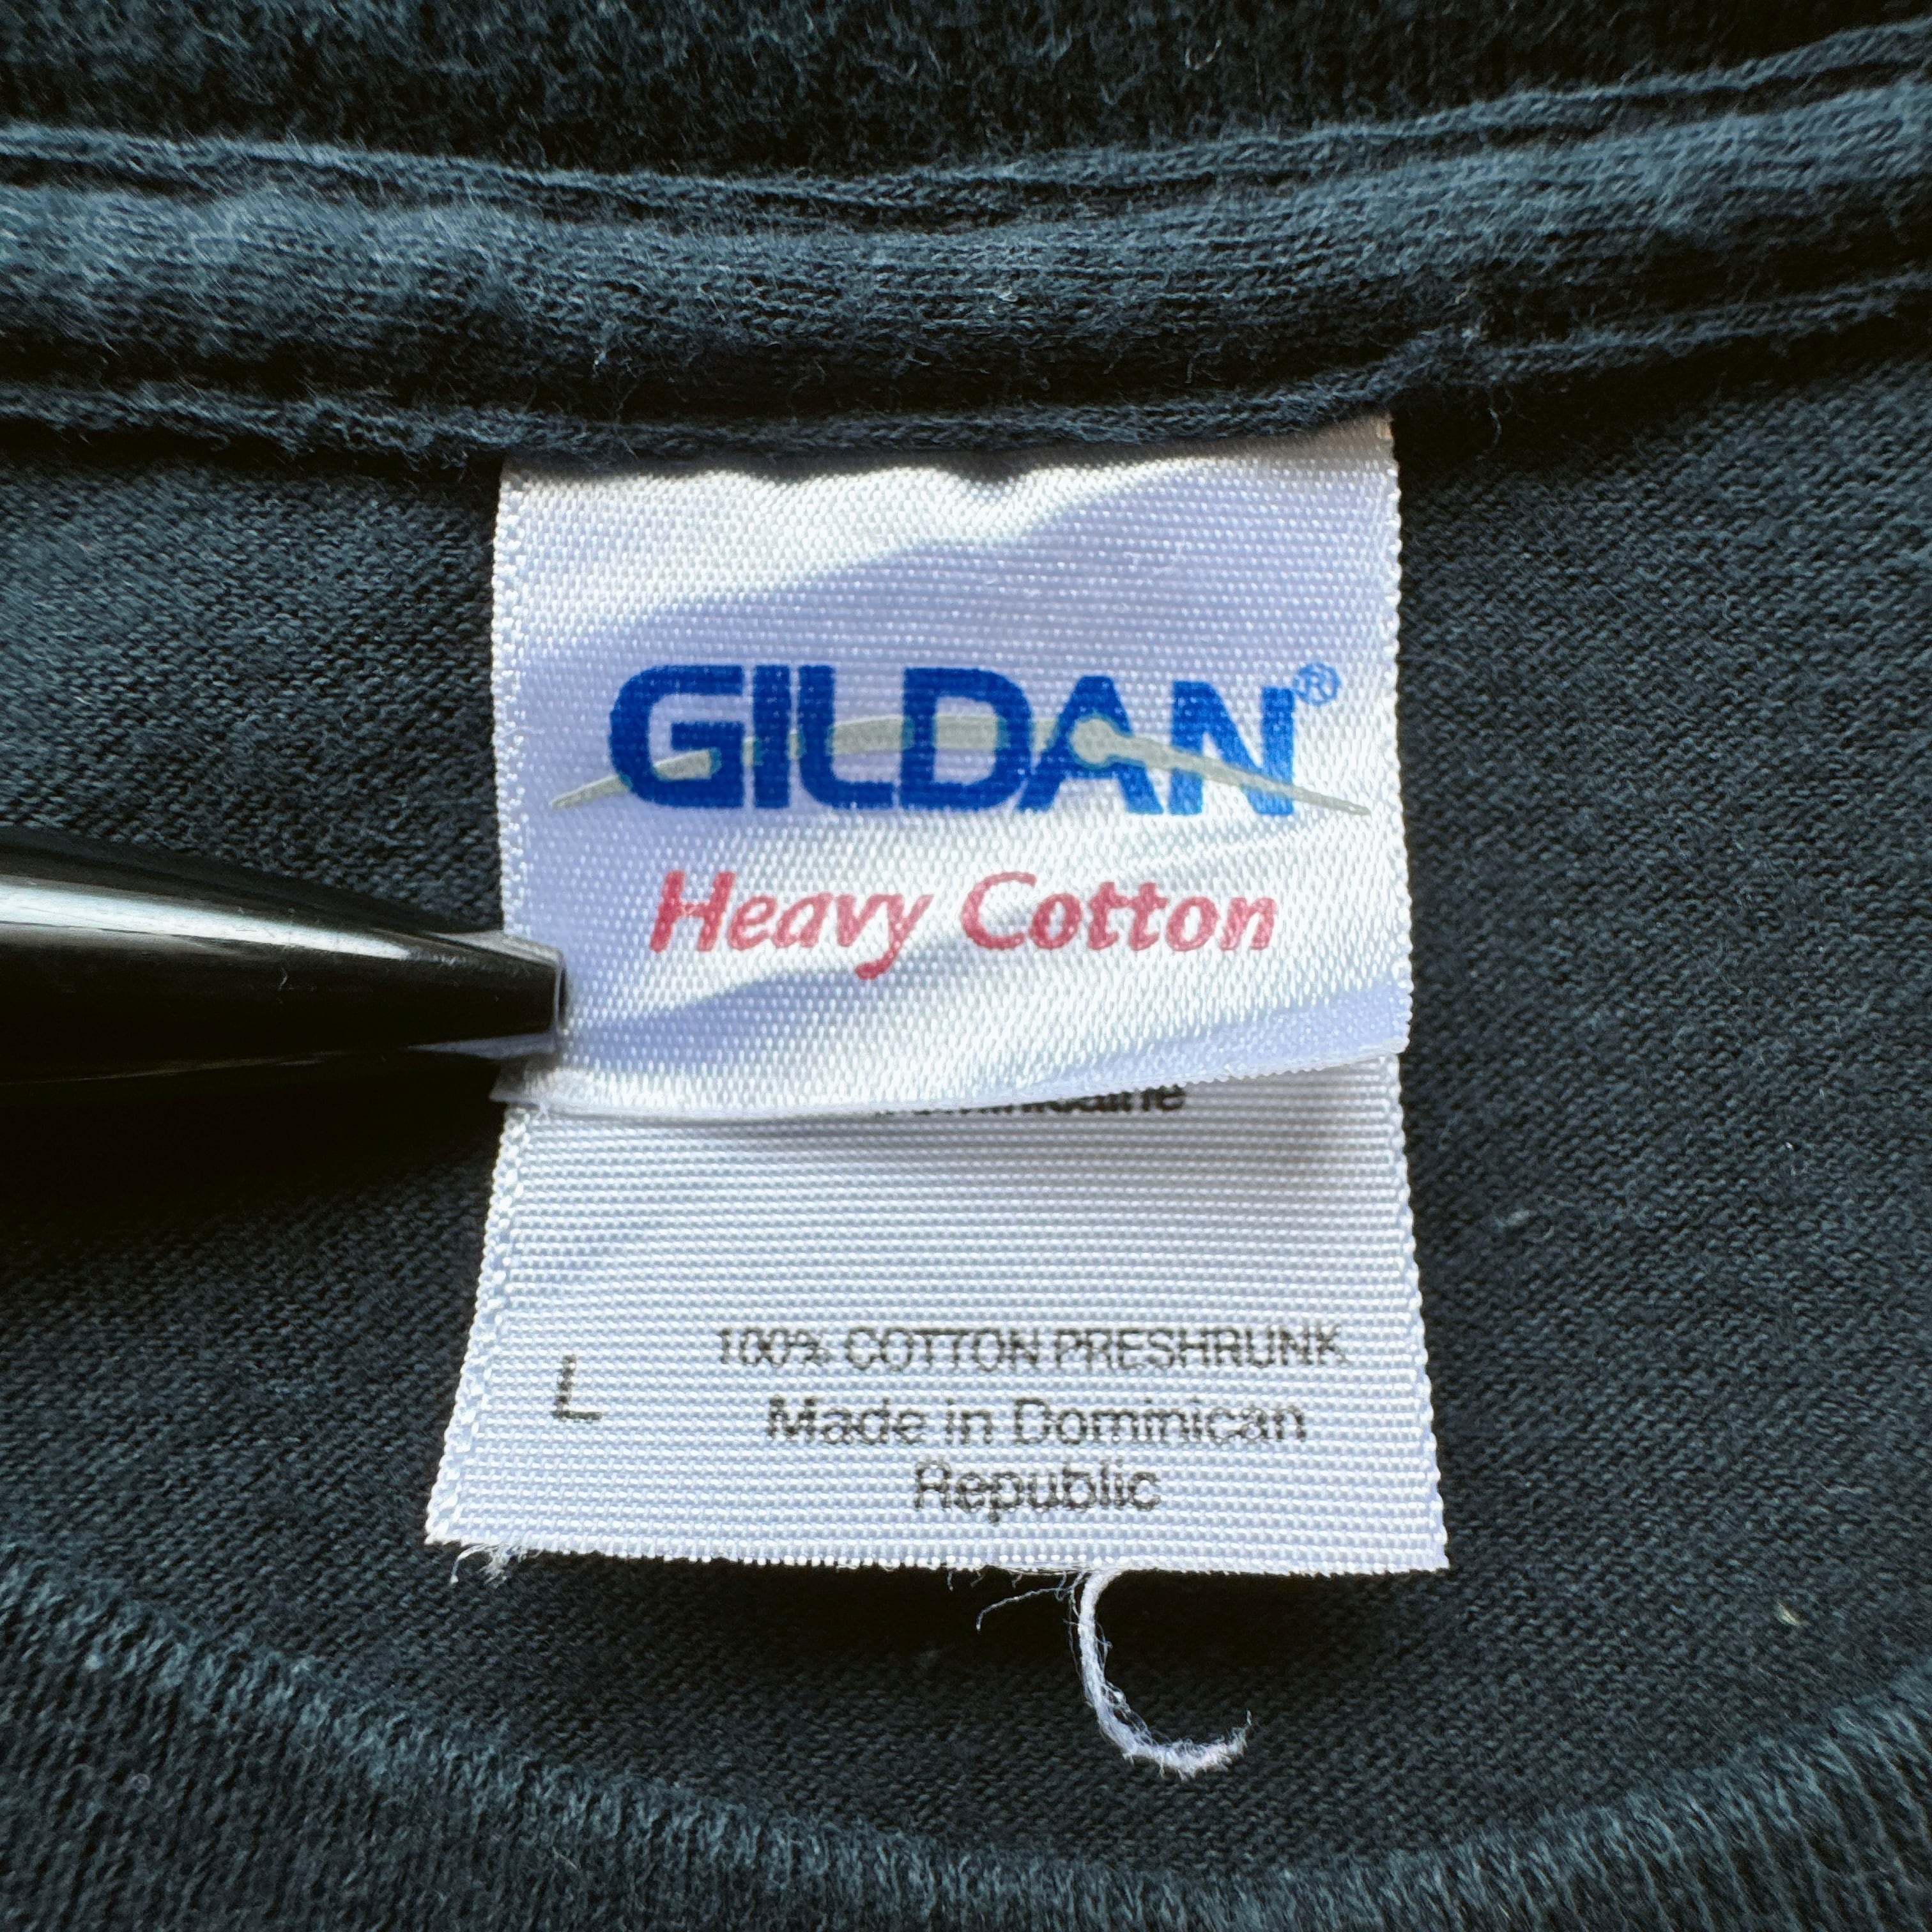 GILDAN®
Heavy Cotton
100% COTTON PRESHRUNK
L
Made in Dominican
Republic